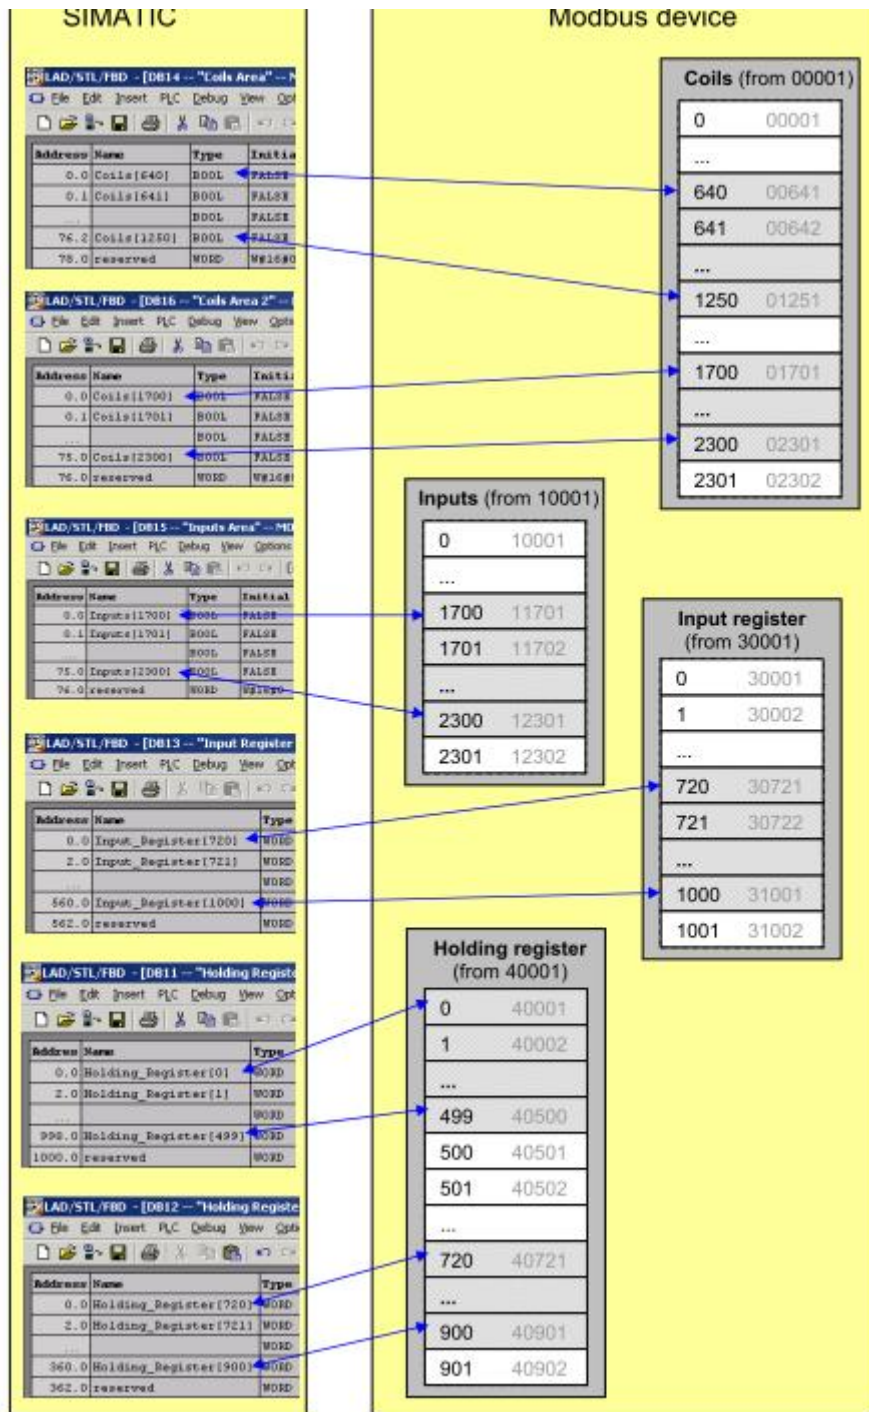 SIMATIC
LAD/STL/FBD - [DB14 -- "Coils Area" -- M
File Edit Insert PLC Debug View Opt
Address Name Type Initia
0.0 Coils[640] BOOL FALSE
0.1 Coils[641] BOOL FALSE
... BOOL FALSE
76.2 Coils[1250] BOOL FALSE
78.0 reserved WORD W#16#0
LAD/STL/FBD - [DB16 -- "Coils Area 2" --
File Edit Insert PLC Debug View Optio
Address Name Type Initi
0.0 Coils[1700] BOOL FALSE
0.1 Coils[1701] BOOL FALSE
... BOOL FALSE
75.0 Coils[2300] BOOL FALSE
76.0 reserved WORD W#16#
LAD/STL/FBD - [DB15 -- "Inputs Area" -- MO
File Edit Insert PLC Debug View Options
Address Name Type Initial
0.0 Inputs[1700] BOOL FALSE
0.1 Inputs[1701] BOOL FALSE
... BOOL FALSE
75.0 Inputs[2300] BOOL FALSE
76.0 reserved WORD W#16#0
LAD/STL/FBD - [DB13 -- "Input Register
File Edit Insert PLC Debug View Opt
Address Name Type
0.0 Input_Register[720] WORD
2.0 Input_Register[721] WORD
... WORD
560.0 Input_Register[1000] WORD
562.0 reserved WORD
LAD/STL/FBD - [DB11 -- "Holding Registe
File Edit Insert PLC Debug View Opt
Address Name Type
0.0 Holding_Register[0] WORD
2.0 Holding_Register[1] WORD
... WORD
998.0 Holding_Register[499] WORD
1000.0 reserved WORD
LAD/STL/FBD - [DB12 -- "Holding Registe
File Edit Insert PLC Debug View Opti
Address Name Type
0.0 Holding_Register[720] WORD
2.0 Holding_Register[721] WORD
... WORD
360.0 Holding_Register[900] WORD
362.0 reserved WORD
Modbus device
Coils (from 00001)
0 00001
...
640 00641
641 00642
...
1250 01251
...
1700 01701
...
2300 02301
2301 02302
Inputs (from 10001)
0 10001
...
1700 11701
1701 11702
...
2300 12301
2301 12302
Input register
(from 30001)
0 30001
1 30002
...
720 30721
721 30722
...
1000 31001
1001 31002
Holding register
(from 40001)
0 40001
1 40002
...
499 40500
500 40501
501 40502
...
720 40721
...
900 40901
901 40902